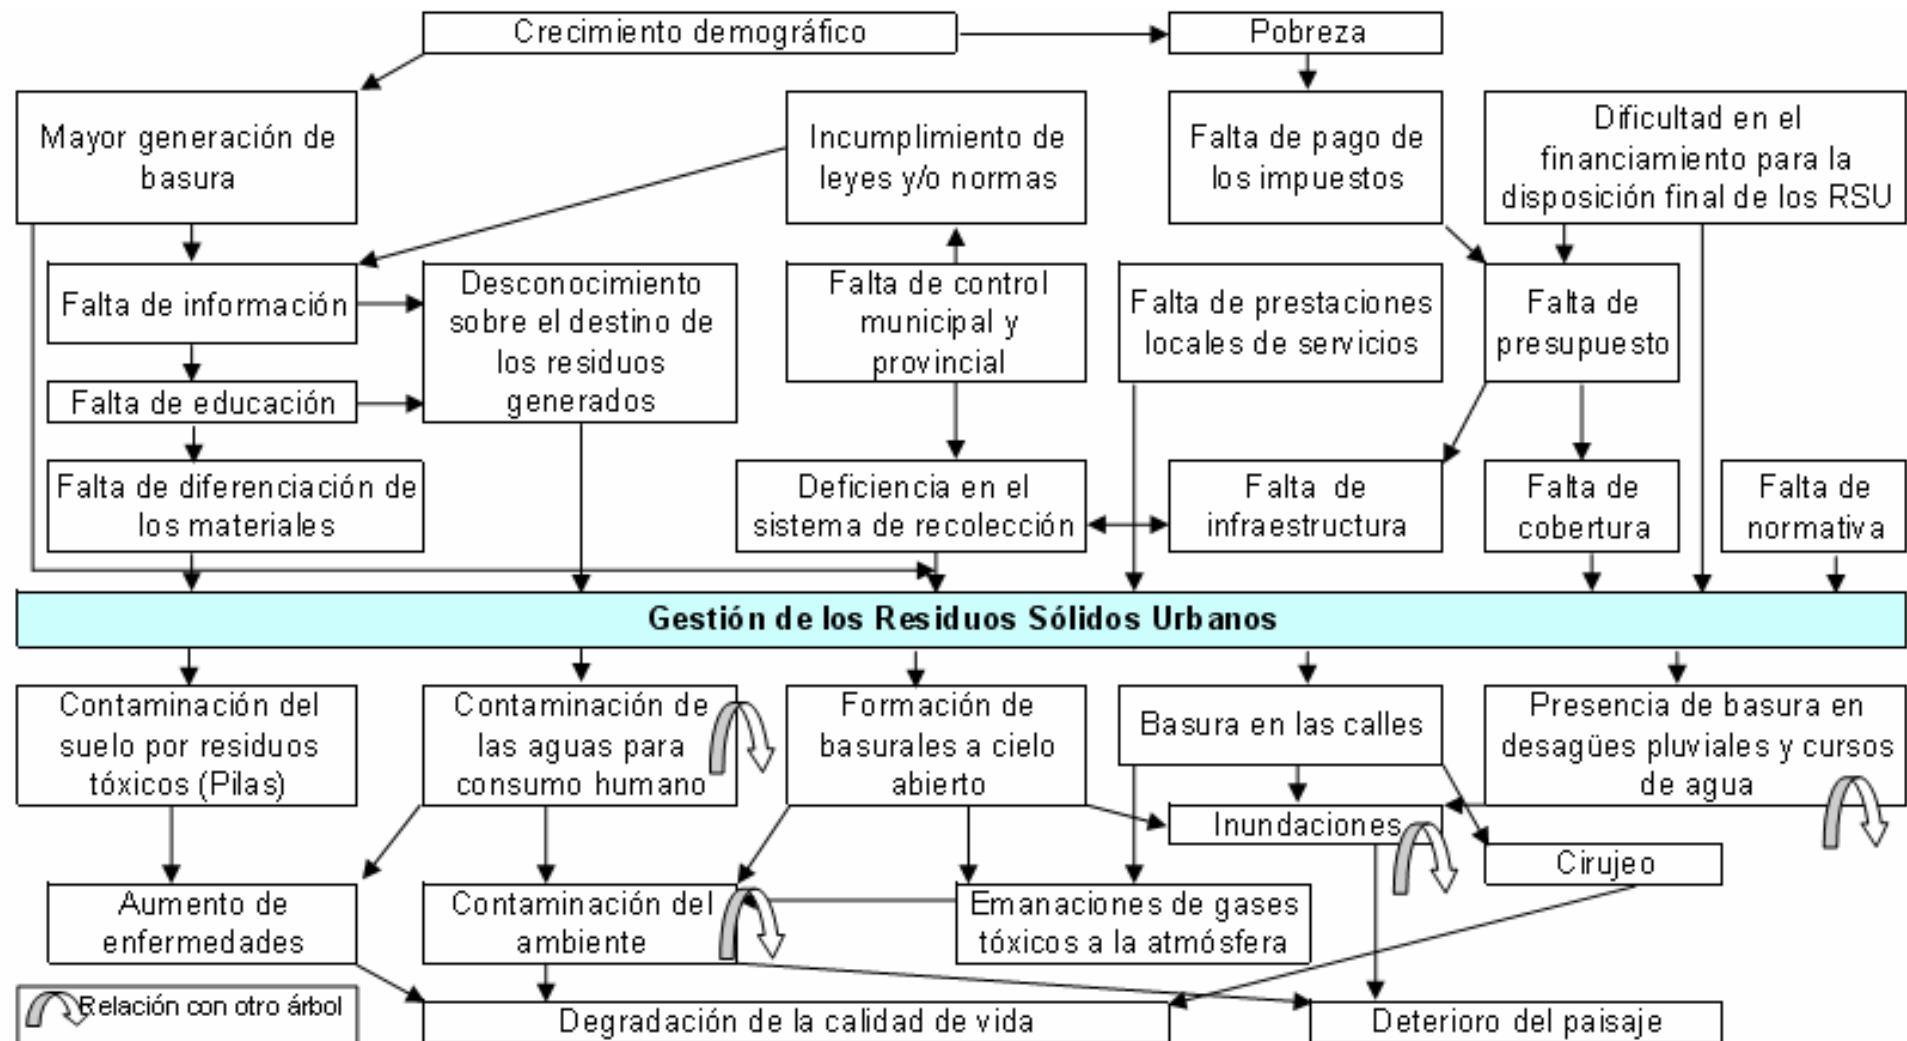 Crecimiento demográfico
Pobreza
Mayor generación de
basura
Incumplimiento de
leyes y/o normas
Falta de pago de
los impuestos
Dificultad en el
financiamiento para la
disposición final de los RSU
Falta de información
Desconocimiento
sobre el destino de
los residuos
generados
Falta de control
municipal y
provincial
Falta de prestaciones
locales de servicios
Falta de
presupuesto
Falta de educación
Falta de diferenciación de
los materiales
Deficiencia en el
sistema de recolección
Falta de
infraestructura
Falta de
cobertura
Falta de
normativa
Gestión de los Residuos Sólidos Urbanos
Contaminación del
suelo por residuos
tóxicos (Pilas)
Contaminación de
las aguas para
consumo humano
Formación de
basurales a cielo
abierto
Basura en las calles
Presencia de basura en
desagües pluviales y cursos
de agua
Inundaciones
Cirujeo
Aumento de
enfermedades
Contaminación del
ambiente
Emanaciones de gases
tóxicos a la atmósfera
Relación con otro árbol
Degradación de la calidad de vida
Deterioro del paisaje